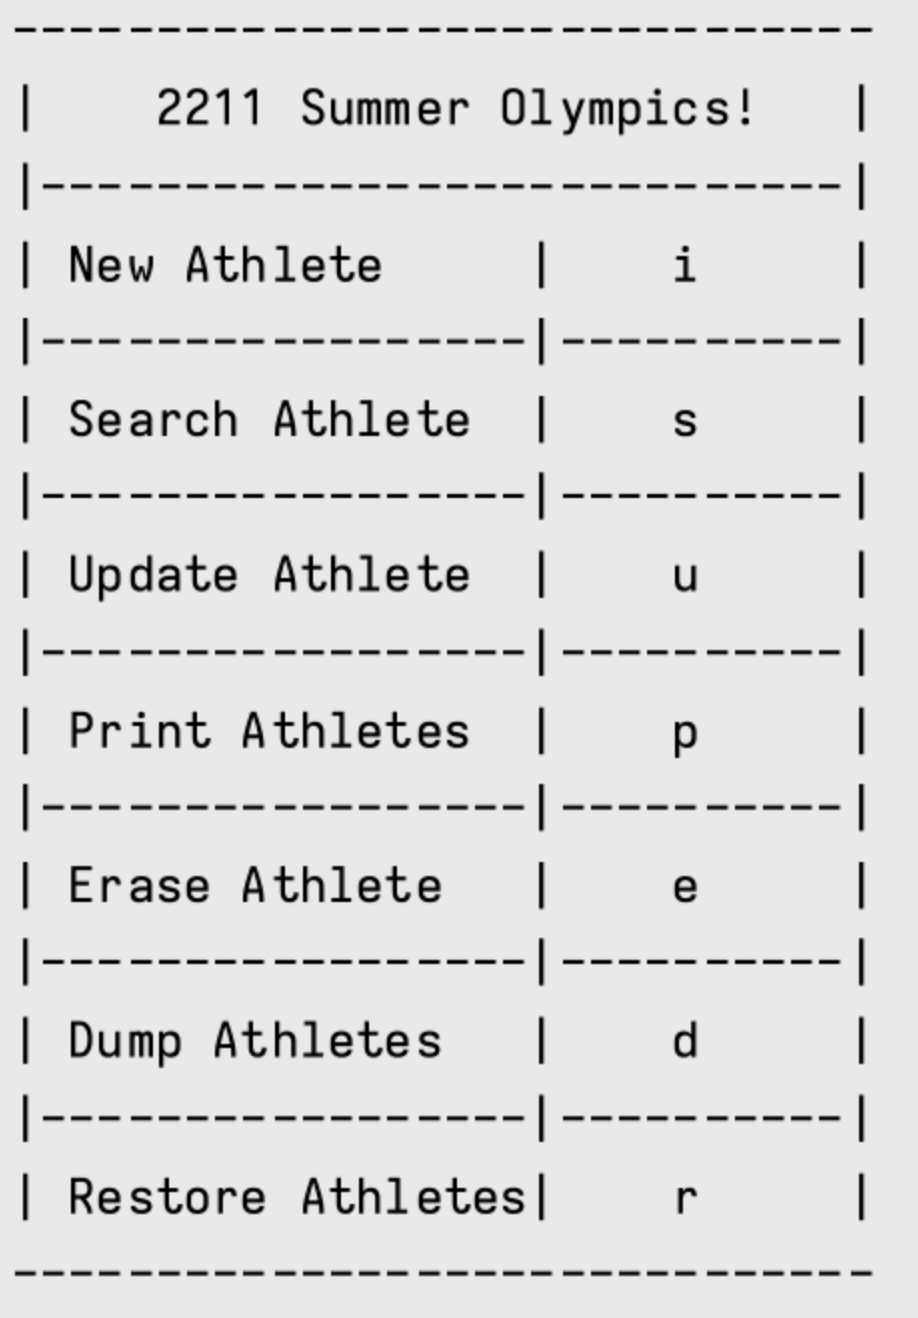 ------------------------------
|    2211 Summer Olympics!   |
|----------------------------|
| New Athlete     |    i     |
|-----------------|----------|
| Search Athlete  |    s     |
|-----------------|----------|
| Update Athlete  |    u     |
|-----------------|----------|
| Print Athletes  |    p     |
|-----------------|----------|
| Erase Athlete   |    e     |
|-----------------|----------|
| Dump Athletes   |    d     |
|-----------------|----------|
| Restore Athletes|    r     |
------------------------------